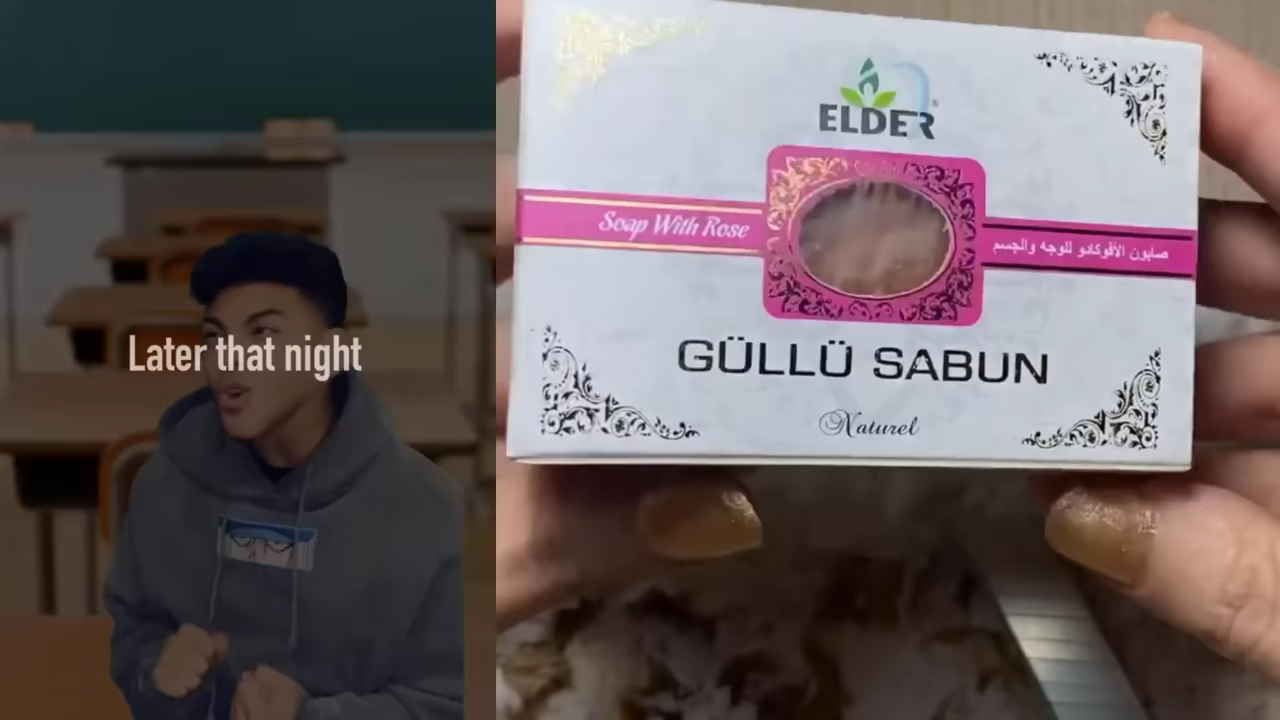 Later that night
ELDER
Soap With Rose
صابون الأفوكادو للوجه والجسم
GÜLLÜ SABUN
Naturel